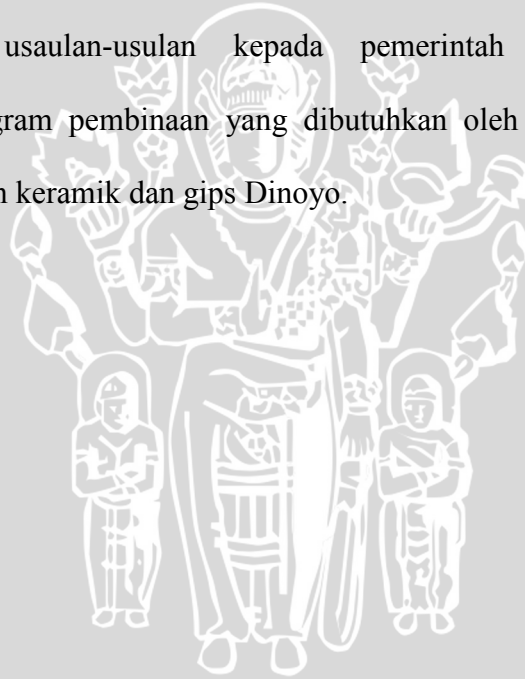 usaulan-usulan kepada pemerintah
gram pembinaan yang dibutuhkan oleh
n keramik dan gips Dinoyo.